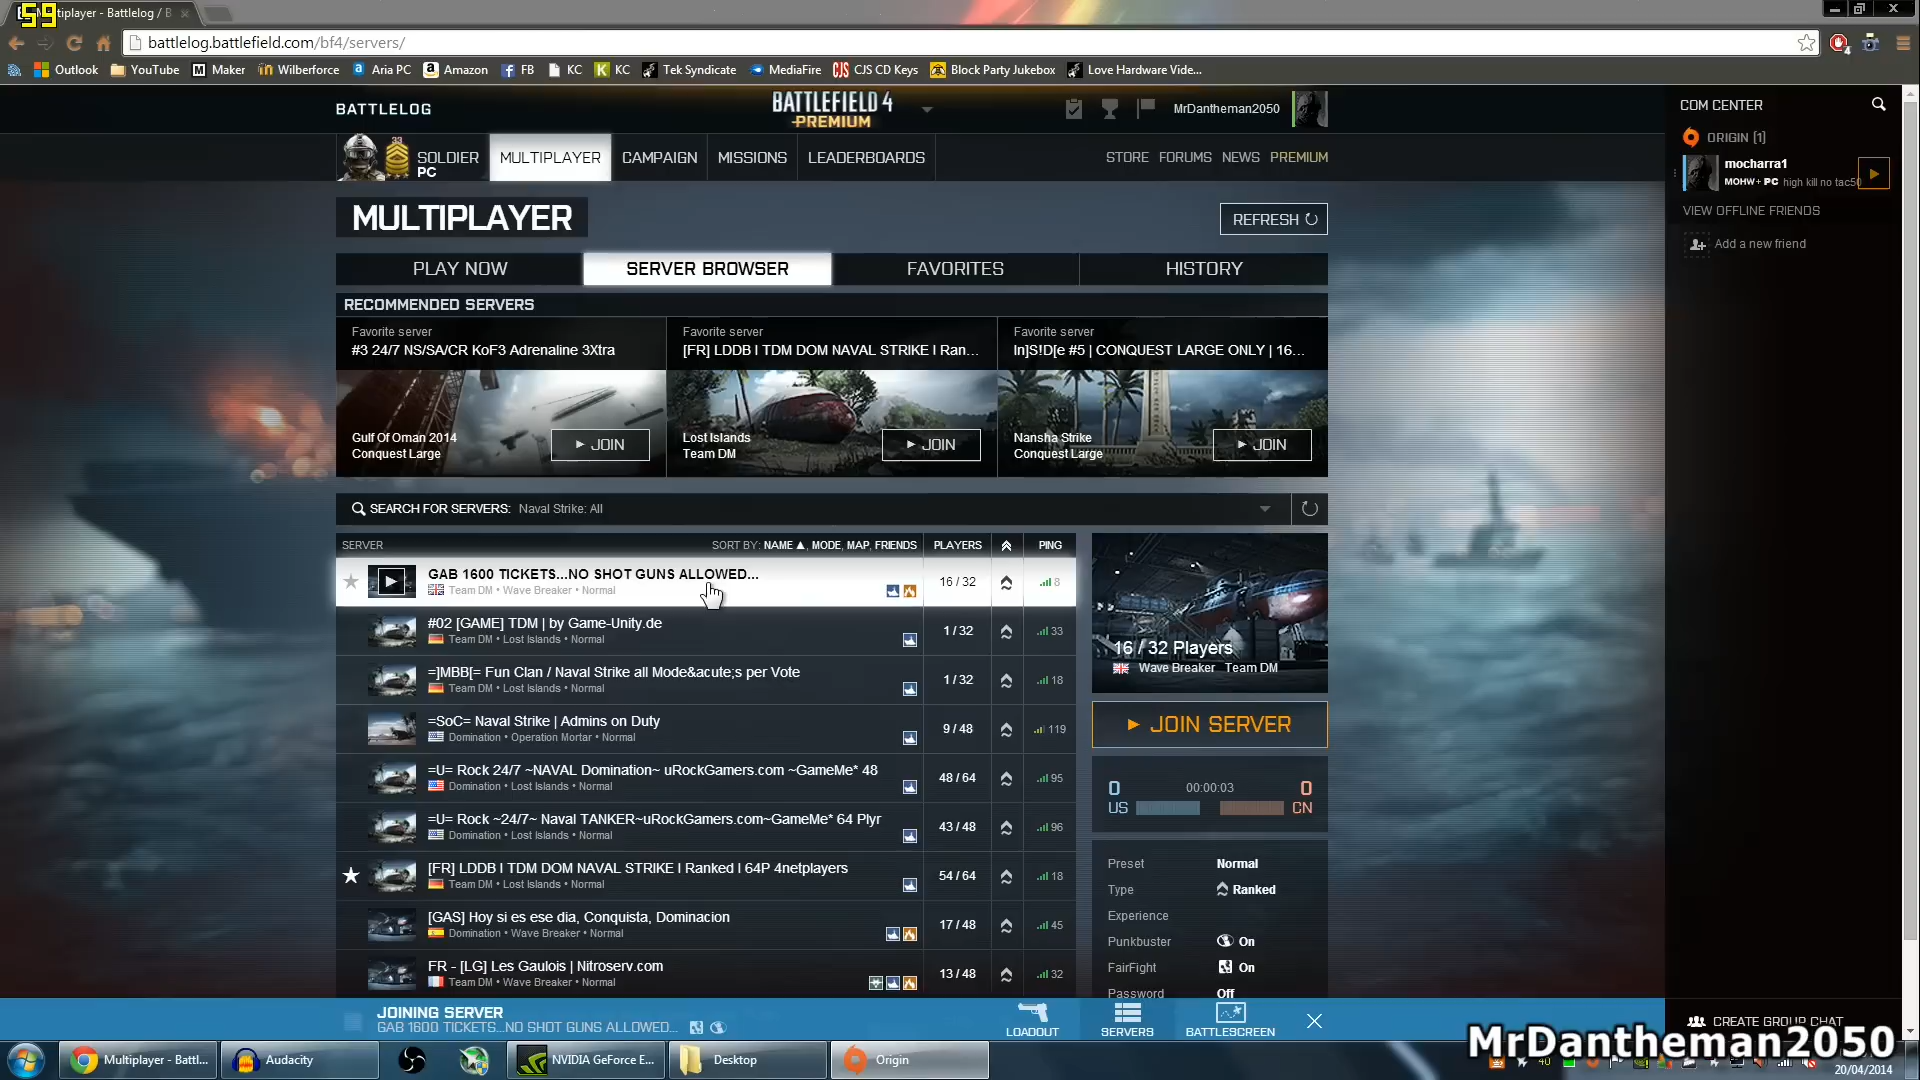 59
Multiplayer - Battlelog / B
battlelog.battlefield.com/bf4/servers/
Outlook YouTube Maker Wilberforce Aria PC Amazon FB KC KC Tek Syndicate MediaFire CJS CD Keys Block Party Jukebox Love Hardware Vide...
BATTLELOG
BATTLEFIELD 4
PREMIUM
MrDantheman2050
33
SOLDIER
PC
MULTIPLAYER CAMPAIGN MISSIONS LEADERBOARDS
STORE FORUMS NEWS PREMIUM
COM CENTER
ORIGIN [1]
mocharra1
MOHW+ PC high kill no tac50
VIEW OFFLINE FRIENDS
Add a new friend
MULTIPLAYER
REFRESH
PLAY NOW SERVER BROWSER FAVORITES HISTORY
RECOMMENDED SERVERS
Favorite server
#3 24/7 NS/SA/CR KoF3 Adrenaline 3Xtra
Gulf Of Oman 2014
Conquest Large
JOIN
Favorite server
[FR] LDDB l TDM DOM NAVAL STRIKE l Ran...
Lost Islands
Team DM
JOIN
Favorite server
In]S!D[e #5 | CONQUEST LARGE ONLY | 16...
Nansha Strike
Conquest Large
JOIN
SEARCH FOR SERVERS: Naval Strike: All
SERVER SORT BY: NAME ▲, MODE, MAP, FRIENDS PLAYERS PING
GAB 1600 TICKETS...NO SHOT GUNS ALLOWED... 16 / 32 8
Team DM • Wave Breaker • Normal
#02 [GAME] TDM | by Game-Unity.de 1 / 32 33
Team DM • Lost Islands • Normal
=]MBB[= Fun Clan / Naval Strike all Mode&acute;s per Vote 1 / 32 18
Team DM • Lost Islands • Normal
=SoC= Naval Strike | Admins on Duty 9 / 48 119
Domination • Operation Mortar • Normal
=U= Rock 24/7 ~NAVAL Domination~ uRockGamers.com ~GameMe* 48 48 / 64 95
Domination • Lost Islands • Normal
=U= Rock ~24/7~ Naval TANKER~uRockGamers.com~GameMe* 64 Plyr 43 / 48 96
Domination • Lost Islands • Normal
[FR] LDDB l TDM DOM NAVAL STRIKE l Ranked l 64P 4netplayers 54 / 64 18
Team DM • Lost Islands • Normal
[GAS] Hoy si es ese dia, Conquista, Dominacion 17 / 48 45
Domination • Wave Breaker • Normal
FR - [LG] Les Gaulois | Nitroserv.com 13 / 48 32
Team DM • Wave Breaker • Normal
16 / 32 Players
Wave Breaker Team DM
JOIN SERVER
0 00:00:03 0
US CN
Preset Normal
Type Ranked
Experience
Punkbuster On
FairFight On
Password Off
JOINING SERVER
GAB 1600 TICKETS...NO SHOT GUNS ALLOWED...
LOADOUT SERVERS BATTLESCREEN
CREATE GROUP CHAT
MrDantheman2050
Multiplayer - Battl... Audacity NVIDIA GeForce E... Desktop Origin
20/04/2014